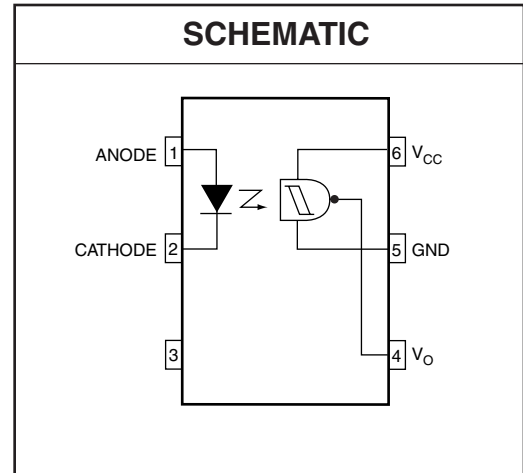 SCHEMATIC
ANODE 1
6 VCC
CATHODE 2
5 GND
3
4 VO